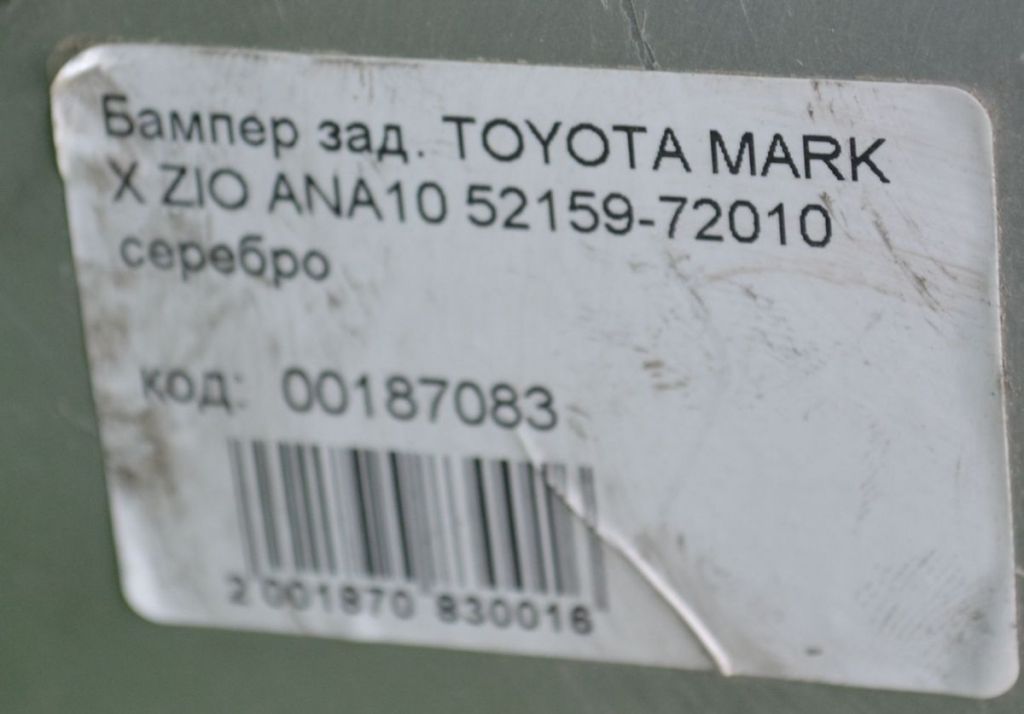 Бампер зад. TOYOTA MARK
X ZIO ANA10 52159-72010
серебро
код: 00187083
2 001870 830016